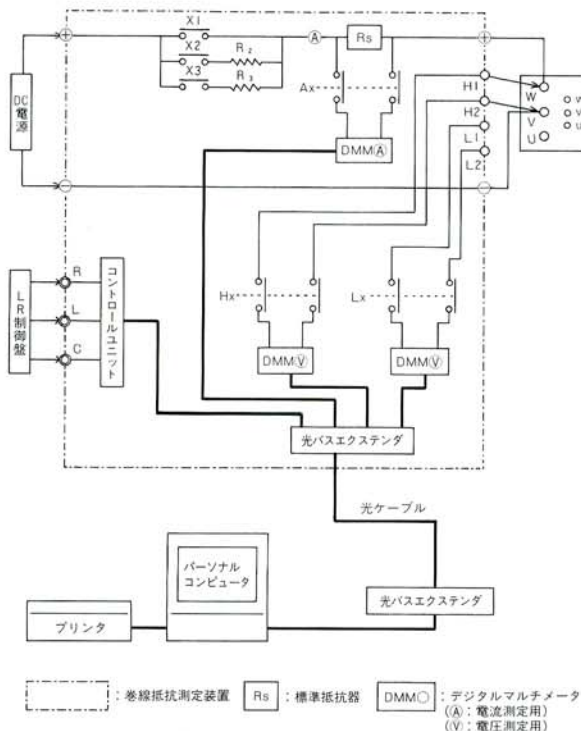 X1
X2
X3
R₂
R₃
Ⓐ
Rs
⊕
⊕
Ax
DMMⒶ
H1
H2
L1
L2
W
V
U
w
v
u
DC電源
⊖
⊖
LR制御盤
R
L
C
コントロールユニット
Hx
Lx
DMMⓋ
DMMⓋ
光バスエクステンダ
光ケーブル
パーソナル
コンピュータ
プリンタ
光バスエクステンダ
：巻線抵抗測定装置
Rs
：標準抵抗器
DMM○
：デジタルマルチメータ
(Ⓐ：電流測定用)
(Ⓥ：電圧測定用)